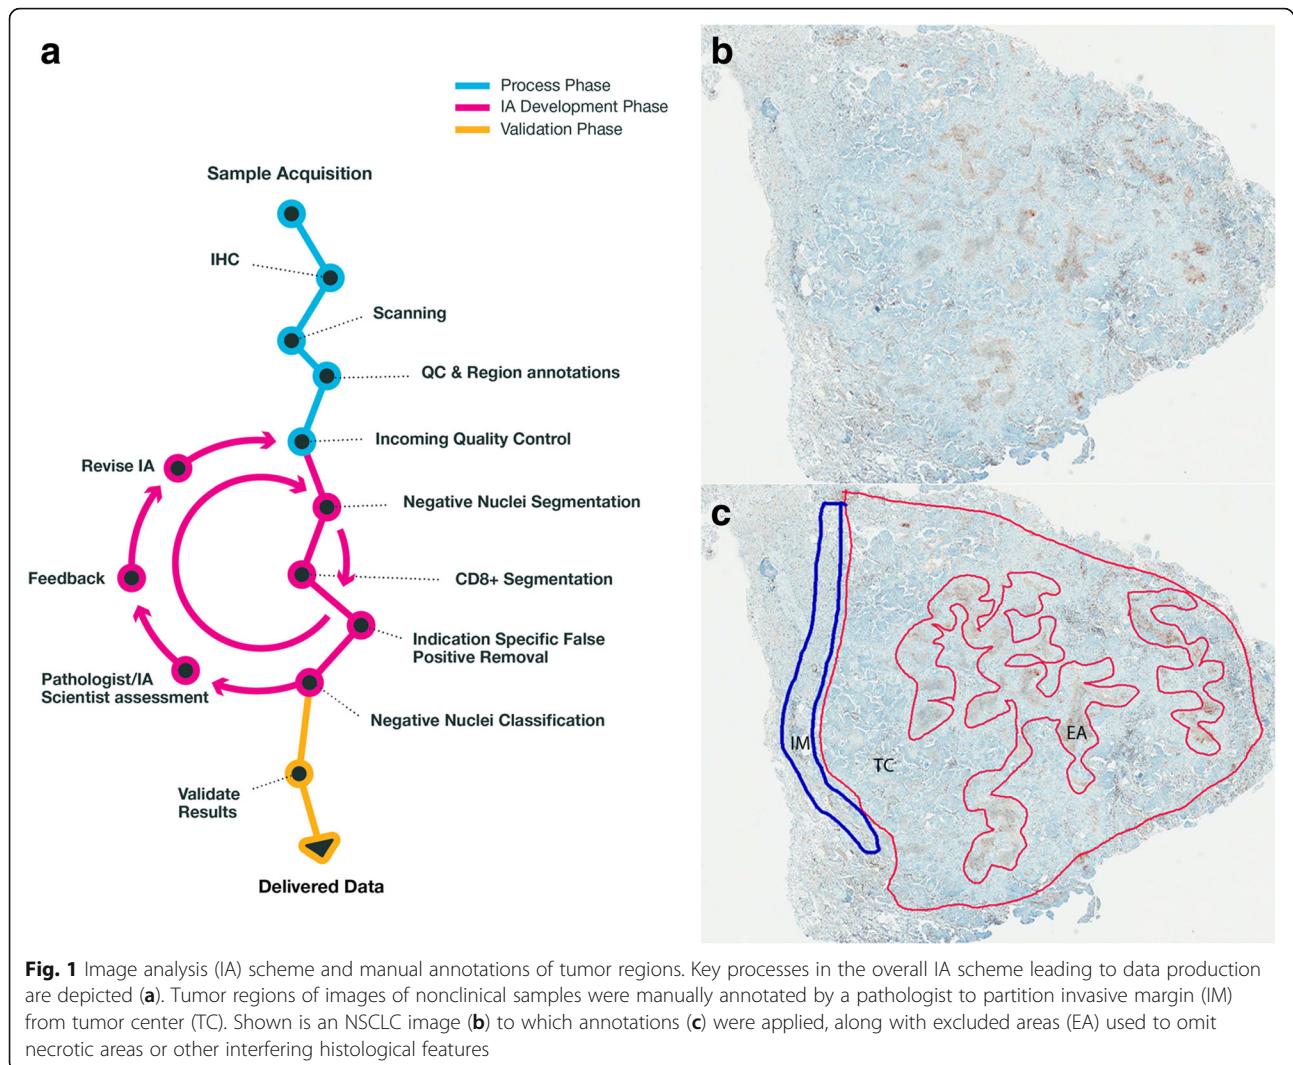 a
Process Phase
IA Development Phase
Validation Phase
Sample Acquisition
IHC
Scanning
QC & Region annotations
Incoming Quality Control
Revise IA
Negative Nuclei Segmentation
Feedback
CD8+ Segmentation
Indication Specific False
Positive Removal
Pathologist/IA
Scientist assessment
Negative Nuclei Classification
Validate
Results
Delivered Data
b
c
IM
TC
EA
Fig. 1 Image analysis (IA) scheme and manual annotations of tumor regions. Key processes in the overall IA scheme leading to data production
are depicted (a). Tumor regions of images of nonclinical samples were manually annotated by a pathologist to partition invasive margin (IM)
from tumor center (TC). Shown is an NSCLC image (b) to which annotations (c) were applied, along with excluded areas (EA) used to omit
necrotic areas or other interfering histological features